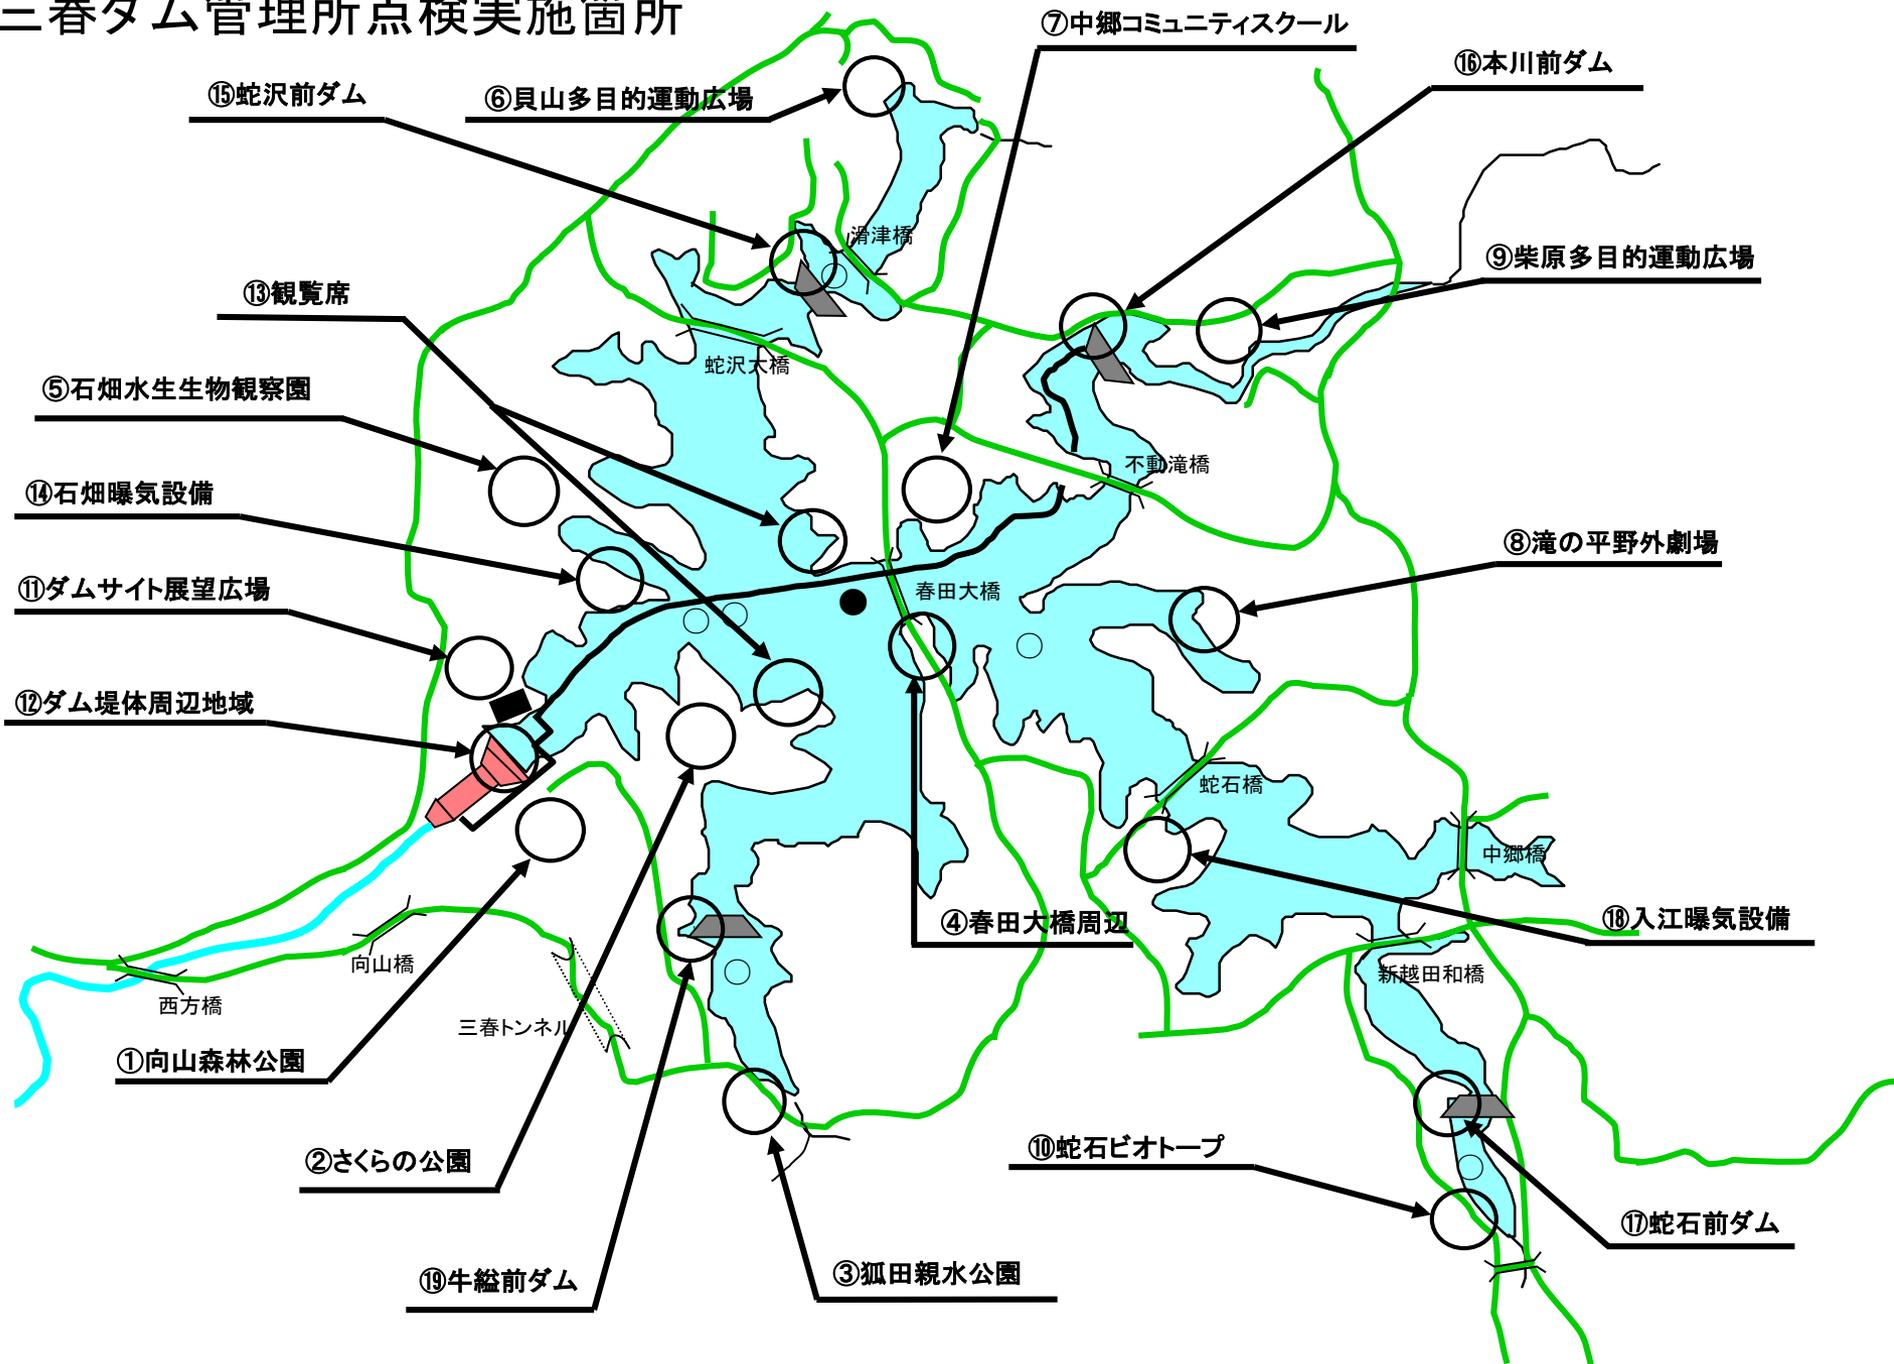 三春ダム管理所点検実施箇所
⑦中郷コミュニティスクール
⑯本川前ダム
⑮蛇沢前ダム
⑥貝山多目的運動広場
滑津橋
⑨柴原多目的運動広場
⑬観覧席
蛇沢大橋
⑤石畑水生生物観察園
不動滝橋
⑭石畑曝気設備
⑧滝の平野外劇場
⑪ダムサイト展望広場
春田大橋
⑫ダム堤体周辺地域
蛇石橋
中郷橋
④春田大橋周辺
⑱入江曝気設備
向山橋
新越田和橋
西方橋
三春トンネル
①向山森林公園
②さくらの公園
⑩蛇石ビオトープ
⑰蛇石前ダム
⑲牛縊前ダム
③狐田親水公園